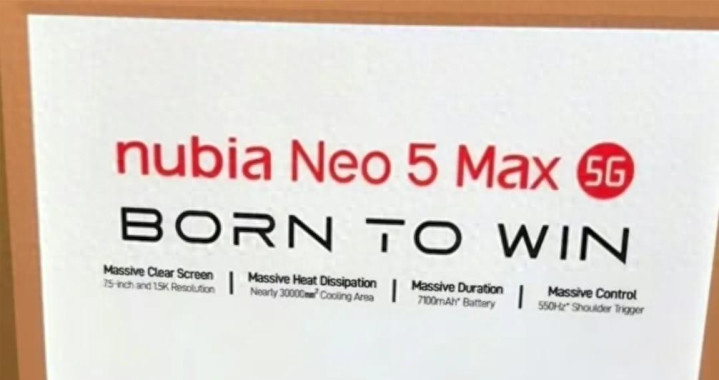 nubia Neo 5 Max 5G
BORN TO WIN
Massive Clear Screen | Massive Heat Dissipation | Massive Duration | Massive Control
7.5-inch and 1.5K Resolution | Nearly 30000mm² Cooling Area | 7100mAh* Battery | 550Hz* Shoulder Trigger